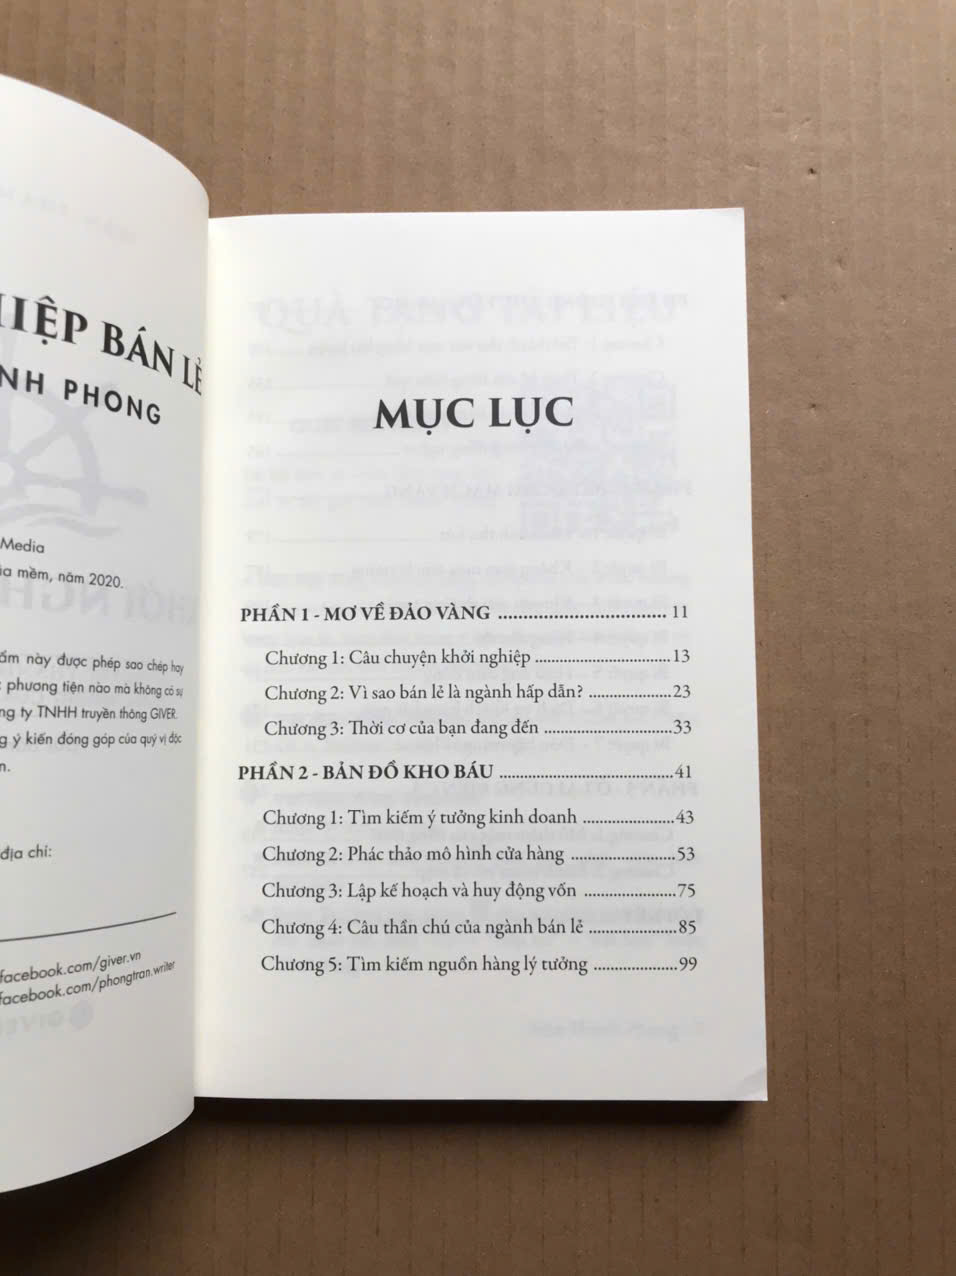 BÁN LẺ
PHONG
Media
mềm, năm 2020.
này được phép sao chép hay
phương tiện nào mà không có sự
ty TNHH truyền thông GIVER.
ý kiến đóng góp của quý vị độc
địa chỉ:
facebook.com/giver.vn
facebook.com/phongtran.writer
MỤC LỤC
PHẦN 1 - MƠ VỀ ĐẢO VÀNG ................................. 11
Chương 1: Câu chuyện khởi nghiệp ...........................13
Chương 2: Vì sao bán lẻ là ngành hấp dẫn? .................23
Chương 3: Thời cơ của bạn đang đến ..........................33
PHẦN 2 - BẢN ĐỒ KHO BÁU ..................................41
Chương 1: Tìm kiếm ý tưởng kinh doanh ...................43
Chương 2: Phác thảo mô hình cửa hàng .....................53
Chương 3: Lập kế hoạch và huy động vốn ..................75
Chương 4: Câu thần chú của ngành bán lẻ .................85
Chương 5: Tìm kiếm nguồn hàng lý tưởng ................99